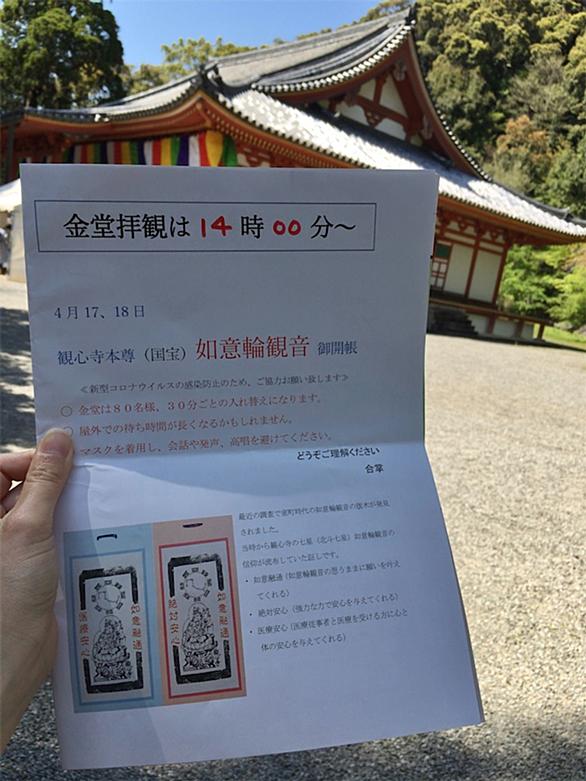 金堂拝観は14時00分～
4月17、18日
観心寺本尊（国宝）如意輪観音 御開帳
≪新型コロナウイルスの感染防止のため、ご協力お願い致します≫
○ 金堂は８０名様、３０分ごとの入れ替えになります。
○ 屋外での待ち時間が長くなるかもしれません。
マスクを着用し、会話や発声、高唱を避けてください。
どうぞご理解ください
合掌
最近の調査で室町時代の如意輪観音の版木が発見
されました。
当時から観心寺の七星（北斗七星）如意輪観音の
信仰が流布していた証しです。
・ 如意融通（如意輪観音の思うままに願いを叶え
てくれる）
・ 絶対安心（強力な力で安心を与えてくれる）
・ 医療安心（医療従事者と医療を受ける方に心と
体の安心を与えてくれる）
如意融通
医療安心
如意融通
絶対安心